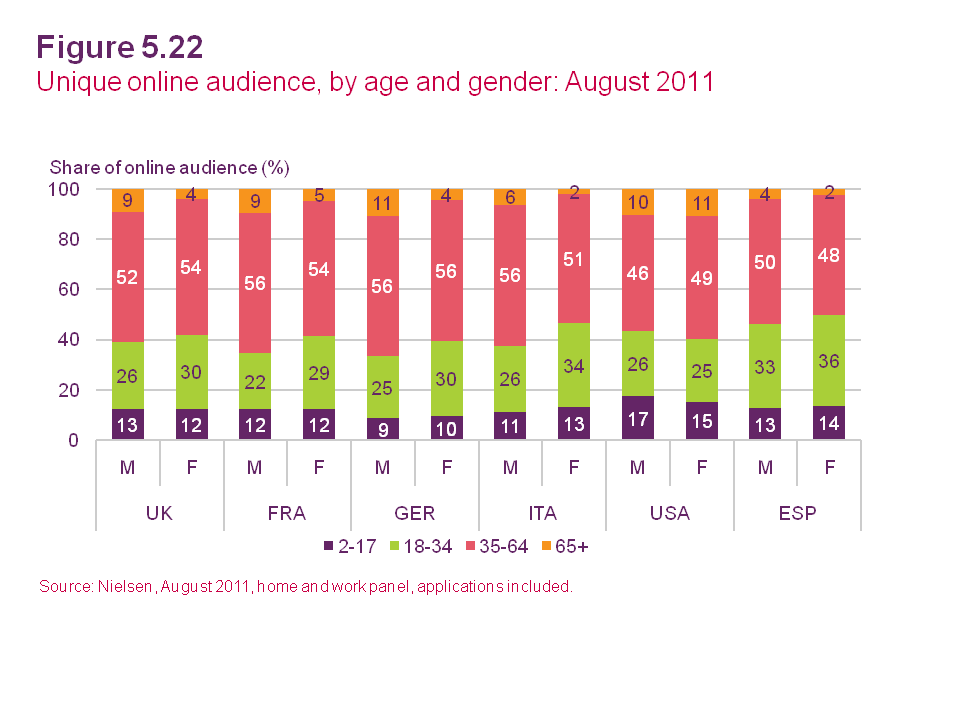 Figure 5.22
Unique online audience, by age and gender: August 2011
Share of online audience (%)
100
80
60
40
20
0
9 4 9 5 11 4 6 2 10 11 4 2
52 54 56 54 56 56 56 51 46 49 50 48
26 30 22 29 25 30 26 34 26 25 33 36
13 12 12 12 9 10 11 13 17 15 13 14
M F M F M F M F M F M F
UK FRA GER ITA USA ESP
2-17 18-34 35-64 65+
Source: Nielsen, August 2011, home and work panel, applications included.